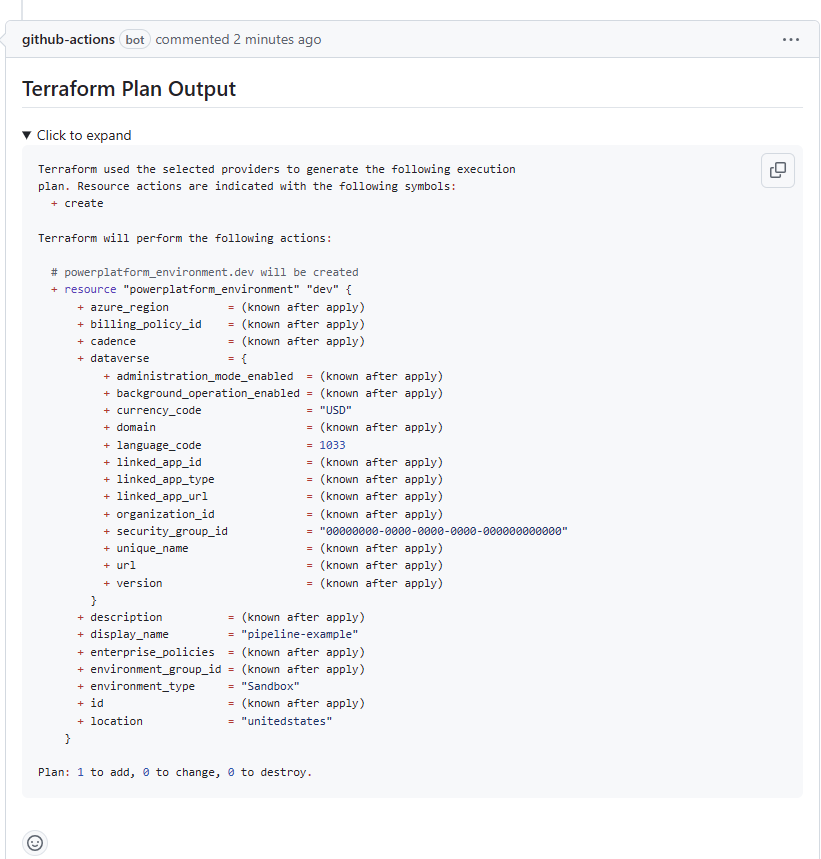 github-actions bot commented 2 minutes ago
Terraform Plan Output
Click to expand
Terraform used the selected providers to generate the following execution
plan. Resource actions are indicated with the following symbols:
+ create
Terraform will perform the following actions:
# powerplatform_environment.dev will be created
+ resource "powerplatform_environment" "dev" {
+ azure_region = (known after apply)
+ billing_policy_id = (known after apply)
+ cadence = (known after apply)
+ dataverse = {
+ administration_mode_enabled = (known after apply)
+ background_operation_enabled = (known after apply)
+ currency_code = "USD"
+ domain = (known after apply)
+ language_code = 1033
+ linked_app_id = (known after apply)
+ linked_app_type = (known after apply)
+ linked_app_url = (known after apply)
+ organization_id = (known after apply)
+ security_group_id = "00000000-0000-0000-0000-000000000000"
+ unique_name = (known after apply)
+ url = (known after apply)
+ version = (known after apply)
}
+ description = (known after apply)
+ display_name = "pipeline-example"
+ enterprise_policies = (known after apply)
+ environment_group_id = (known after apply)
+ environment_type = "Sandbox"
+ id = (known after apply)
+ location = "unitedstates"
}
Plan: 1 to add, 0 to change, 0 to destroy.